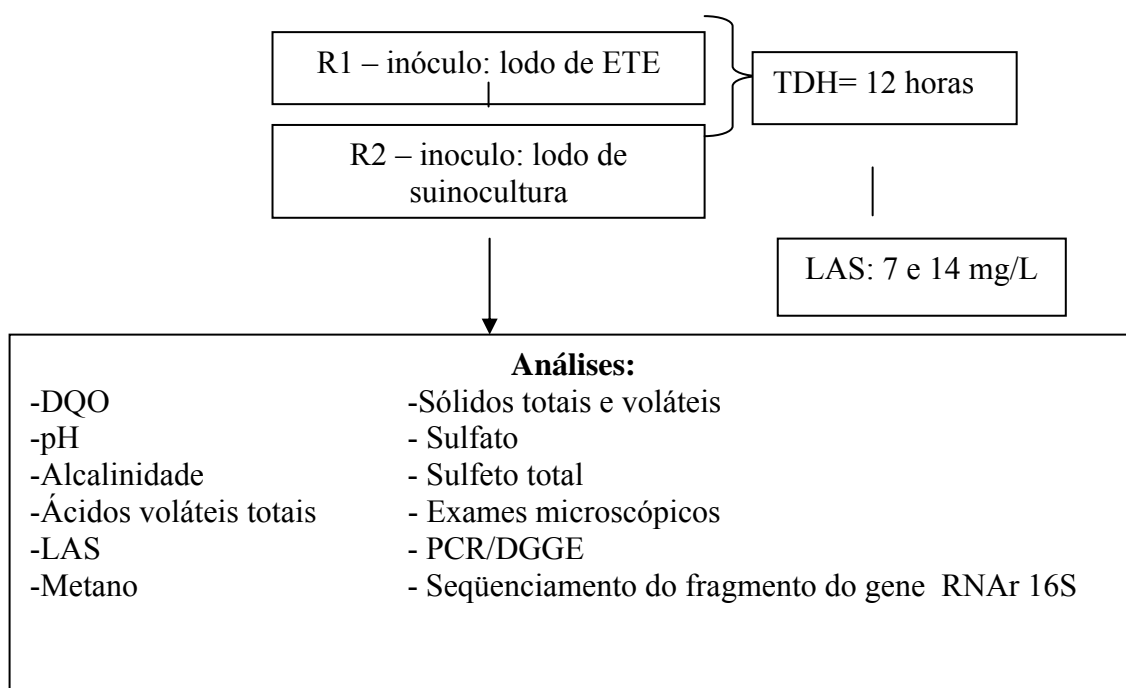 R1 – inóculo: lodo de ETE
TDH= 12 horas
R2 – inoculo: lodo de
suinocultura
LAS: 7 e 14 mg/L
Análises:
-DQO
-pH
-Alcalinidade
-Ácidos voláteis totais
-LAS
-Metano
-Sólidos totais e voláteis
- Sulfato
- Sulfeto total
- Exames microscópicos
- PCR/DGGE
- Seqüenciamento do fragmento do gene RNAr 16S